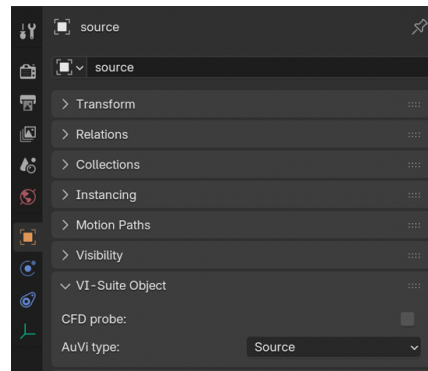 source
source
Transform
Relations
Collections
Instancing
Motion Paths
Visibility
VI-Suite Object
CFD probe:
AuVi type: Source